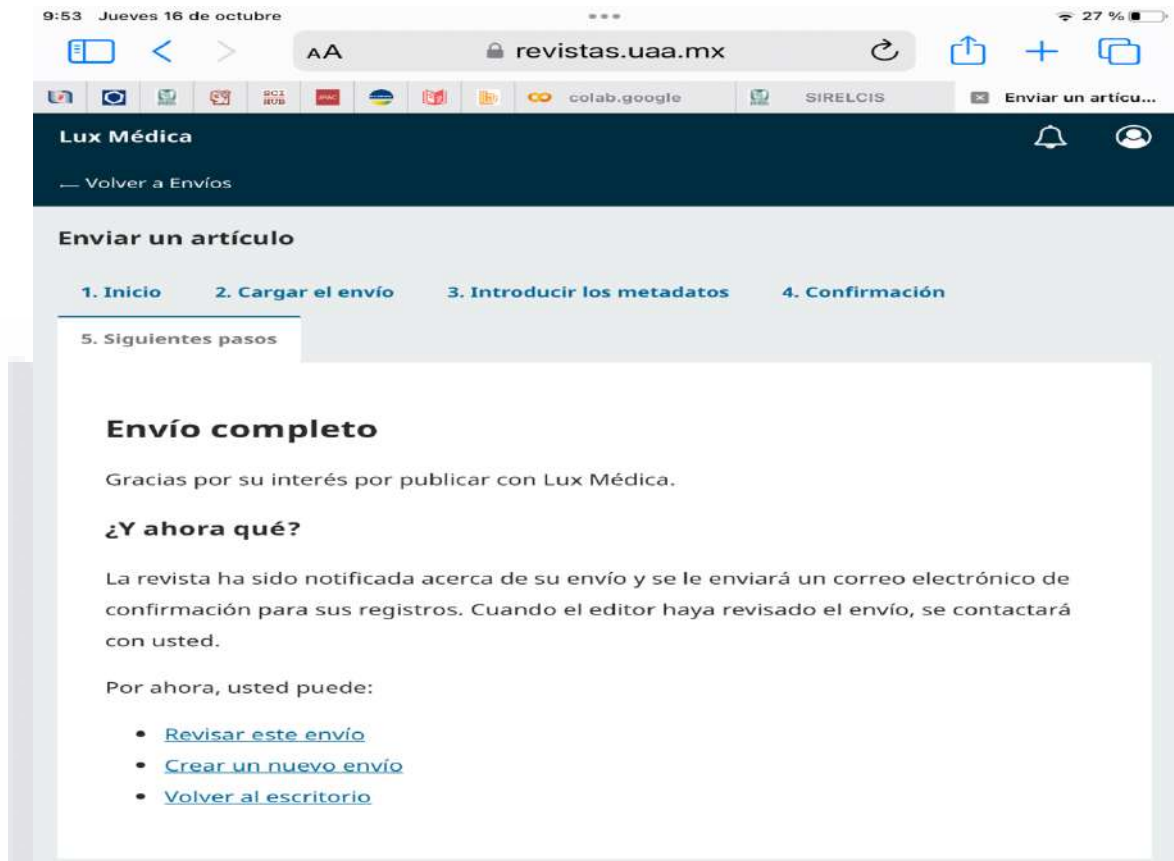 9:53 Jueves 16 de octubre
27 %
AA
revistas.uaa.mx
SCI HUB
colab.google
SIRELCIS
Enviar un artícu...
Lux Médica
← Volver a Envíos
Enviar un artículo
1. Inicio 2. Cargar el envío 3. Introducir los metadatos 4. Confirmación
5. Siguientes pasos
Envío completo
Gracias por su interés por publicar con Lux Médica.
¿Y ahora qué?
La revista ha sido notificada acerca de su envío y se le enviará un correo electrónico de
confirmación para sus registros. Cuando el editor haya revisado el envío, se contactará
con usted.
Por ahora, usted puede:
• Revisar este envío
• Crear un nuevo envío
• Volver al escritorio